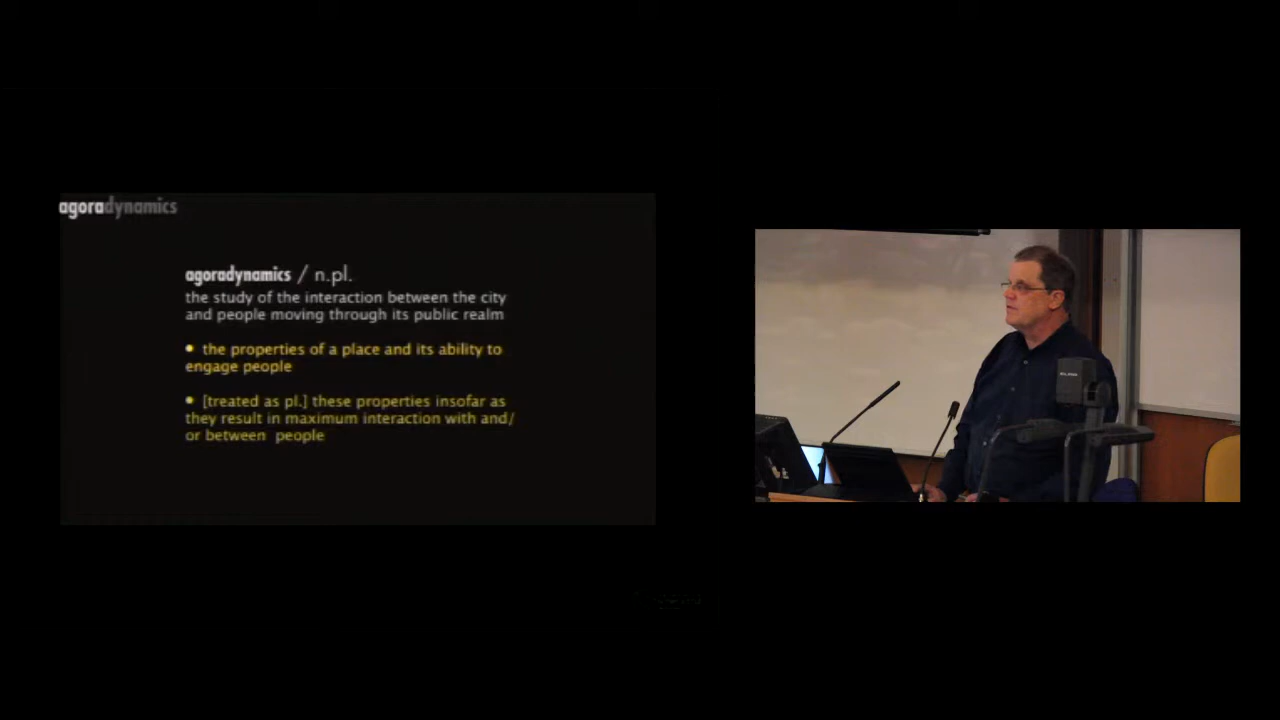 agoradynamics
agoradynamics / n.pl.
the study of the interaction between the city
and people moving through its public realm
• the properties of a place and its ability to
engage people
• [treated as pl.] these properties insofar as
they result in maximum interaction with and/
or between people